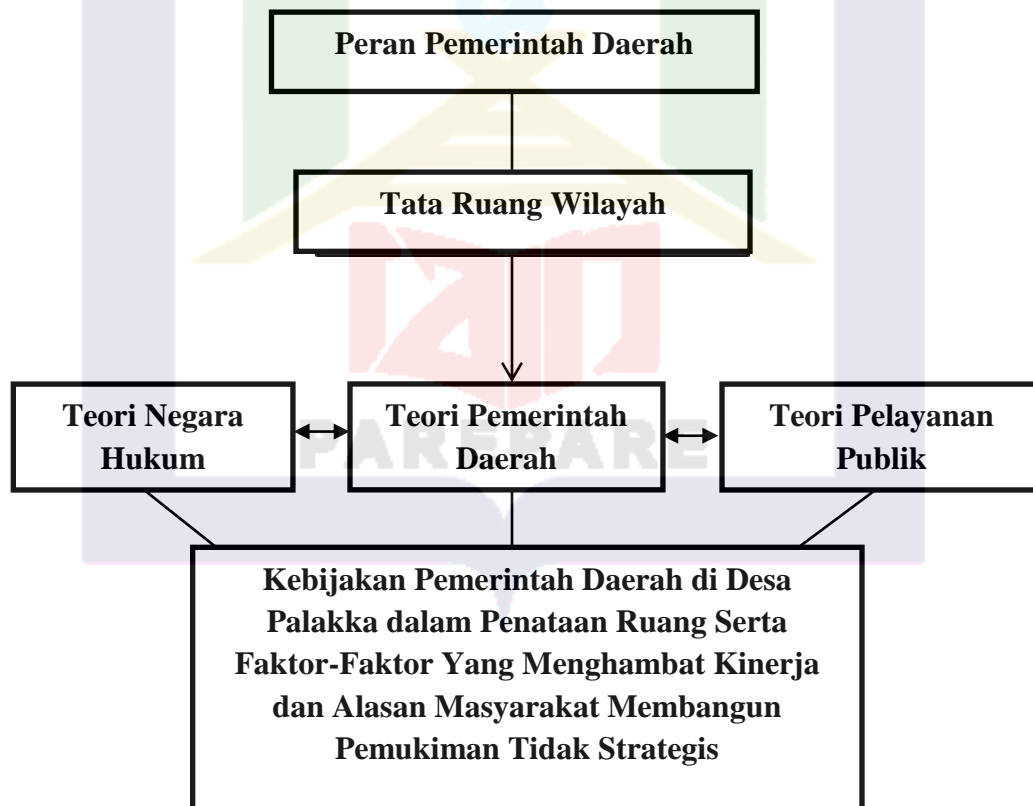 Peran Pemerintah Daerah
Tata Ruang Wilayah
Teori Negara
Hukum
Teori Pemerintah
Daerah
Teori Pelayanan
Publik
PAREPARE
Kebijakan Pemerintah Daerah di Desa
Palakka dalam Penataan Ruang Serta
Faktor-Faktor Yang Menghambat Kinerja
dan Alasan Masyarakat Membangun
Pemukiman Tidak Strategis